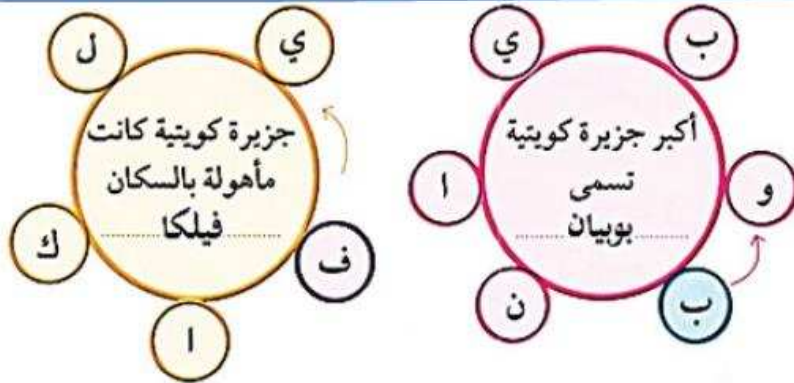 أكبر جزيرة كويتية
تسمى
......بوبيان......
ب
و
ب
ي
ا
ن
جزيرة كويتية كانت
مأهولة بالسكان
......فيلكا......
ف
ي
ل
ك
ا